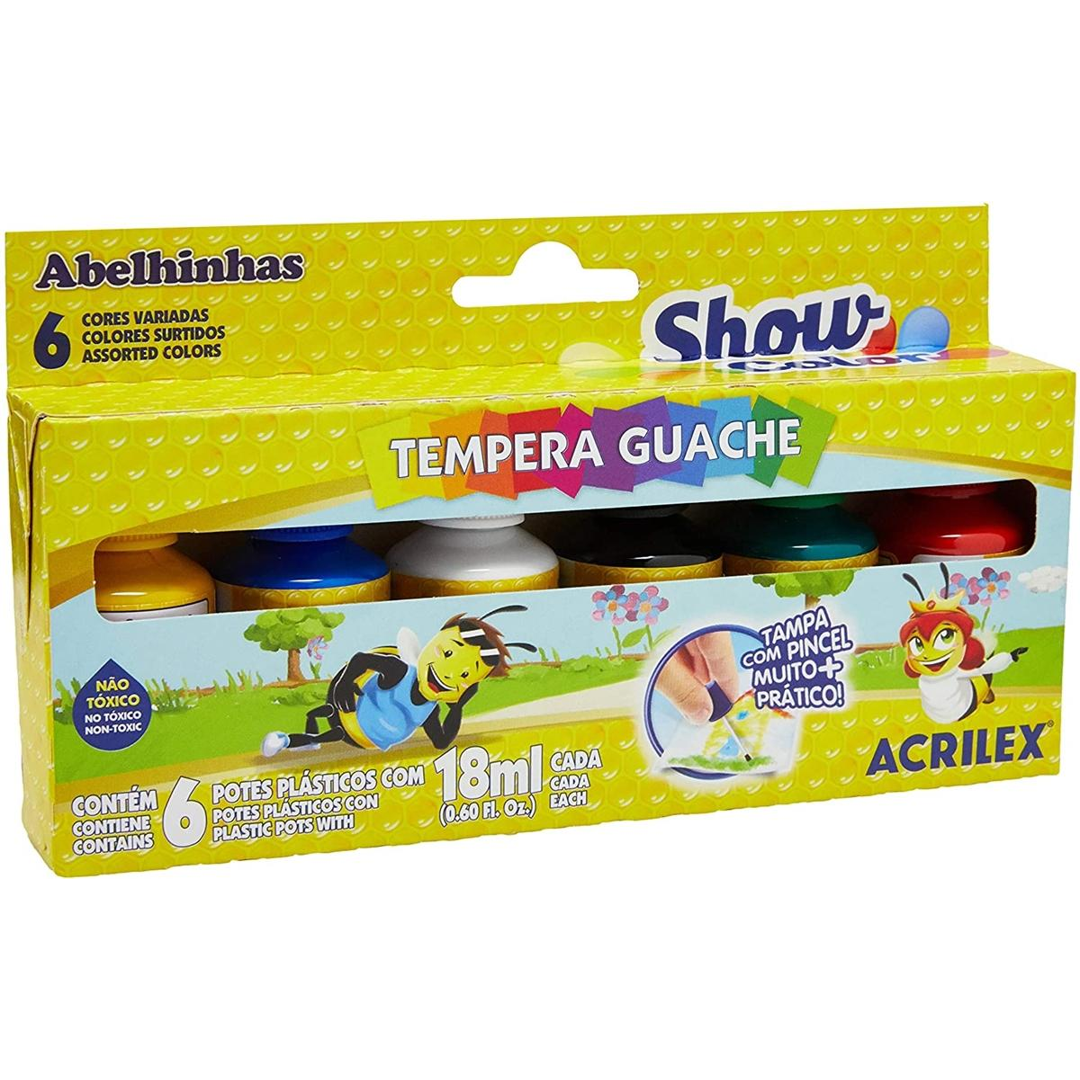 Abelhinhas
6 CORES VARIADAS
COLORES SURTIDOS
ASSORTED COLORS
Show
Color
TEMPERA GUACHE
NÃO
TÓXICO
NO TÓXICO
NON-TOXIC
TAMPA
COM PINCEL
MUITO+
PRÁTICO!
ACRILEX®
CONTÉM
CONTIENE
CONTAINS
6
POTES PLÁSTICOS COM
POTES PLÁSTICOS CON
PLASTIC POTS WITH
18ml
(0.60 Fl. Oz.)
CADA
CADA
EACH